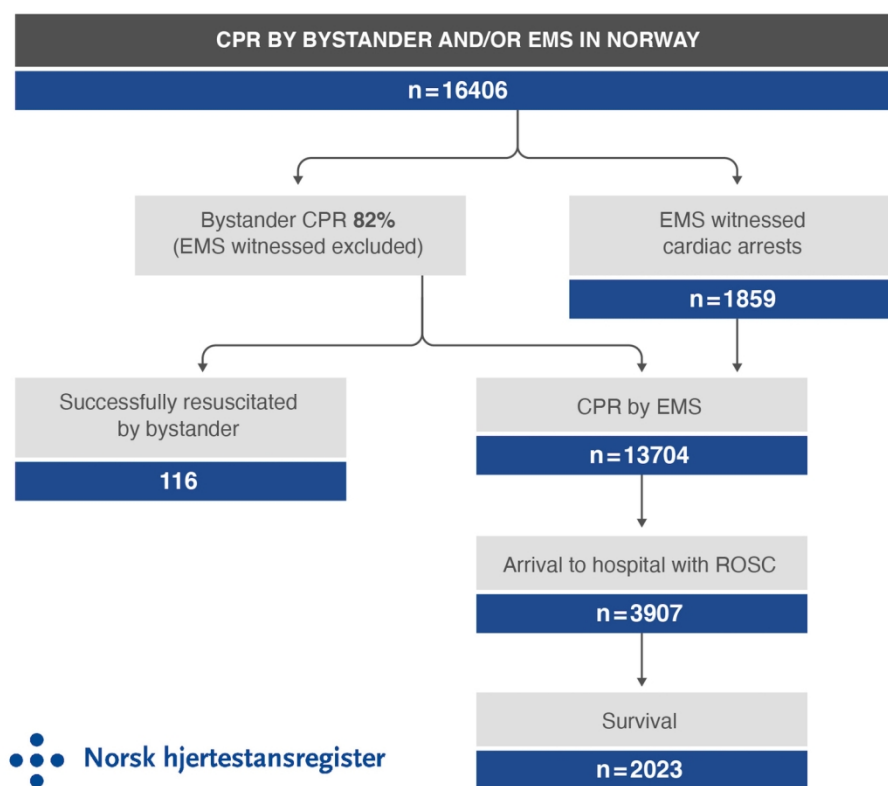 CPR BY BYSTANDER AND/OR EMS IN NORWAY
n=16406
Bystander CPR 82%
(EMS witnessed excluded)
EMS witnessed
cardiac arrests
n=1859
Successfully resuscitated
by bystander
116
CPR by EMS
n=13704
Arrival to hospital with ROSC
n=3907
Survival
n=2023
Norsk hjertestansregister